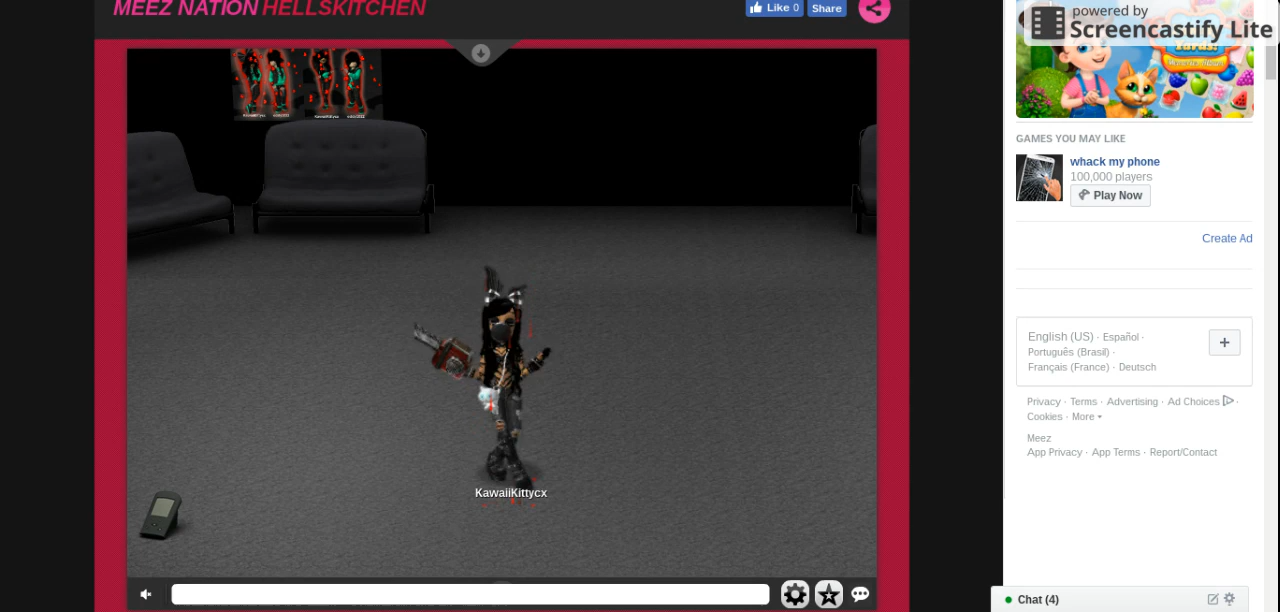 MEEZ NATION HELLSKITCHEN
Like 0
Share
powered by
Screencastify Lite
GAMES YOU MAY LIKE
whack my phone
100,000 players
Play Now
Create Ad
English (US) · Español ·
Português (Brasil) ·
Français (France) · Deutsch
+
Privacy · Terms · Advertising · Ad Choices ·
Cookies · More
Meez
App Privacy · App Terms · Report/Contact
KawaiiKittycx
Chat (4)